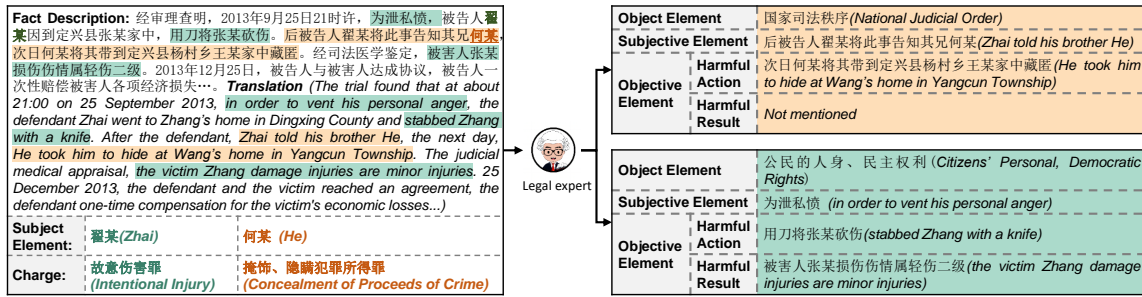 Fact Description: 经审理查明，2013年9月25日21时许，为泄私愤，被告人翟
某因到定兴县张某家中，用刀将张某砍伤。后被告人翟某将此事告知其兄何某，
次日何某将其带到定兴县杨村乡王某家中藏匿。经司法医学鉴定，被害人张某
损伤伤情属轻伤二级。2013年12月25日，被告人与被害人达成协议，被告人一
次性赔偿被害人各项经济损失…。Translation (The trial found that at about
21:00 on 25 September 2013, in order to vent his personal anger, the
defendant Zhai went to Zhang's home in Dingxing County and stabbed Zhang
with a knife. After the defendant, Zhai told his brother He, the next day,
He took him to hide at Wang's home in Yangcun Township. The judicial
medical appraisal, the victim Zhang damage injuries are minor injuries. 25
December 2013, the defendant and the victim reached an agreement, the
defendant one-time compensation for the victim's economic losses...)
Subject Element: 翟某(Zhai) 何某 (He)
Charge: 故意伤害罪 (Intentional Injury) 掩饰、隐瞒犯罪所得罪 (Concealment of Proceeds of Crime)
Legal expert
Object Element 国家司法秩序(National Judicial Order)
Subjective Element 后被告人翟某将此事告知其兄何某(Zhai told his brother He)
Objective Element
Harmful Action 次日何某将其带到定兴县杨村乡王某家中藏匿(He took him
to hide at Wang's home in Yangcun Township)
Harmful Result Not mentioned
Object Element 公民的人身、民主权利(Citizens' Personal, Democratic
Rights)
Subjective Element 为泄私愤 (in order to vent his personal anger)
Objective Element
Harmful Action 用刀将张某砍伤(stabbed Zhang with a knife)
Harmful Result 被害人张某损伤伤情属轻伤二级(the victim Zhang damage
injuries are minor injuries)